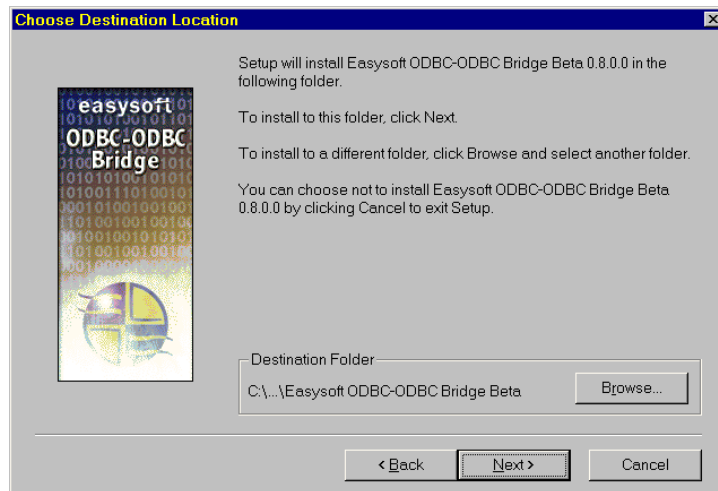 Choose Destination Location
easysoft
ODBC-ODBC
Bridge
Setup will install Easysoft ODBC-ODBC Bridge Beta 0.8.0.0 in the
following folder.
To install to this folder, click Next.
To install to a different folder, click Browse and select another folder.
You can choose not to install Easysoft ODBC-ODBC Bridge Beta
0.8.0.0 by clicking Cancel to exit Setup.
Destination Folder
C:\...\Easysoft ODBC-ODBC Bridge Beta
Browse...
< Back
Next >
Cancel